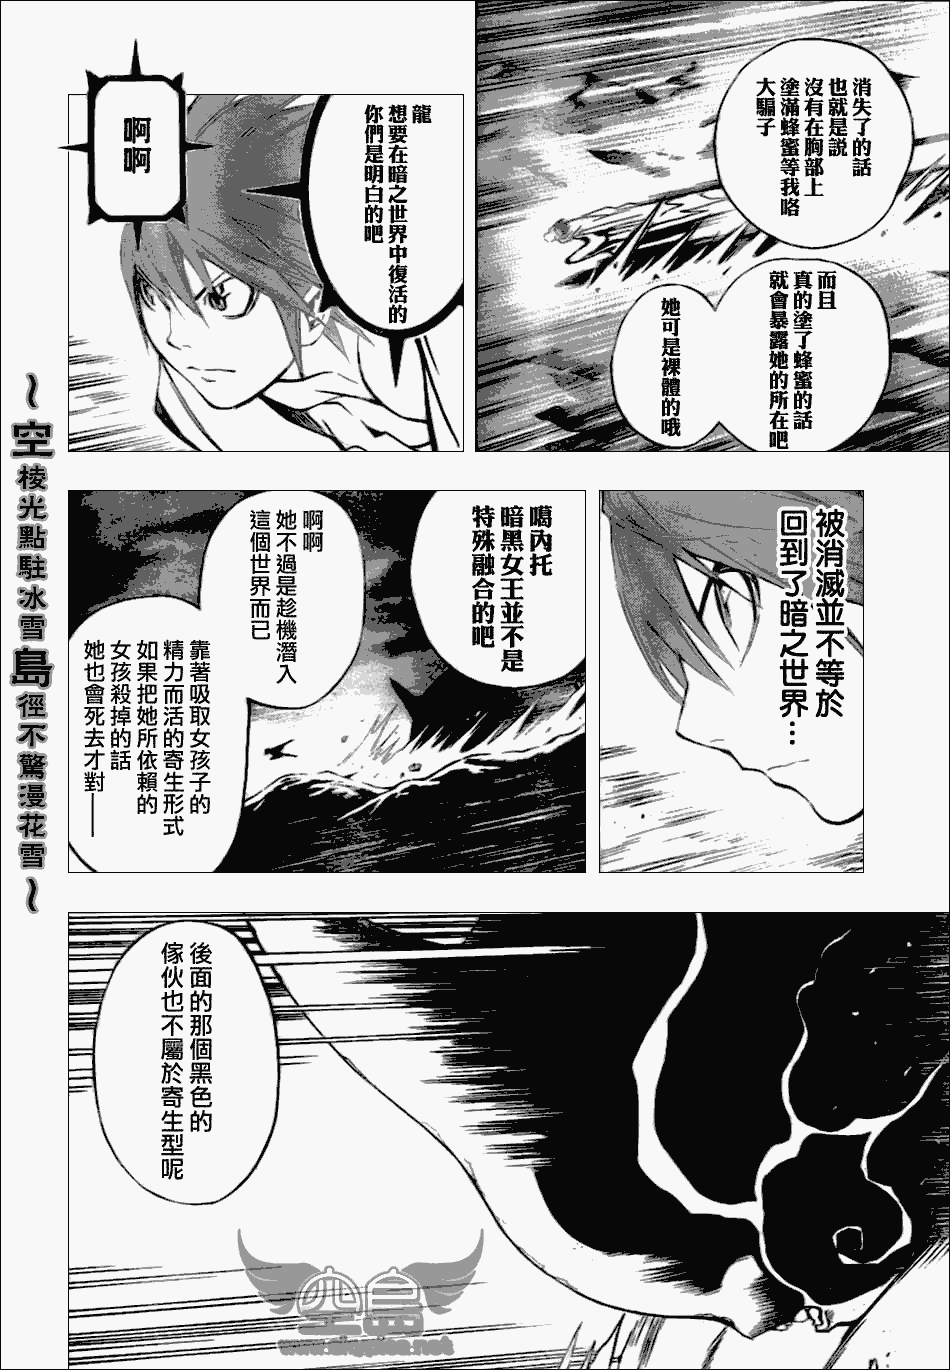 消失了的話
也就是說
沒有在胸部上
塗滿蜂蜜等我咯
大騙子
而且
真的塗了蜂蜜的話
就會暴露她的所在吧
她可是裸體的哦
龍
想要在暗之世界中復活的
你們是明白的吧
啊啊
被消滅並不等於
回到了暗之世界…
噶內托
暗黑女王並不是
特殊融合的吧
啊啊
她不過是趁機潛入
這個世界而已
靠著吸取女孩子的
精力而活的寄生形式
如果把她所依賴的
女孩殺掉的話
她也會死去才對——
後面的那個黑色的
傢伙也不屬於寄生型呢
~空棱光點駐冰雪島徑不驚漫花雪~
空島
www.skypiea.net